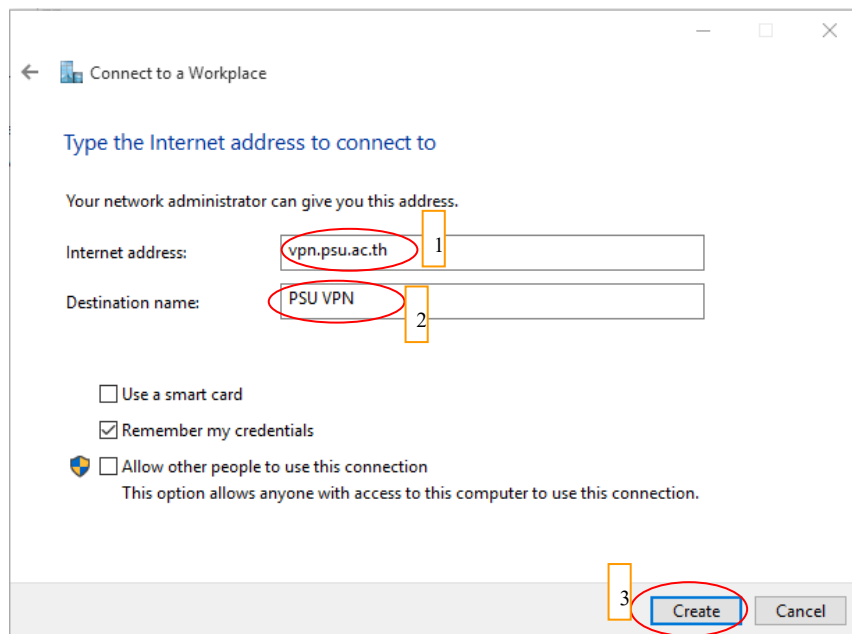 Connect to a Workplace
Type the Internet address to connect to
Your network administrator can give you this address.
Internet address: vpn.psu.ac.th 1
Destination name: PSU VPN 2
Use a smart card
Remember my credentials
Allow other people to use this connection
This option allows anyone with access to this computer to use this connection.
3 Create Cancel